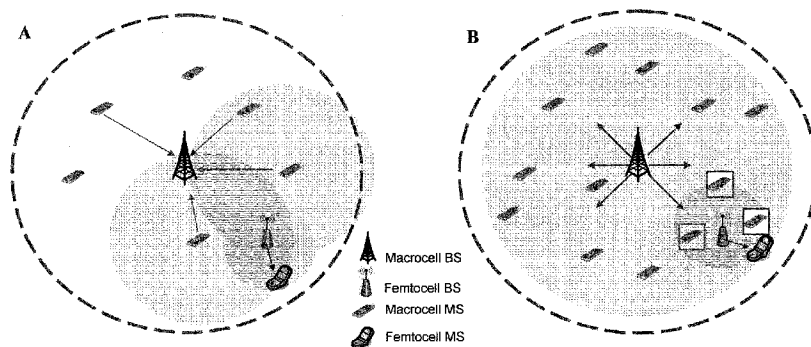 A
B
Macrocell BS
Femtocell BS
Macrocell MS
Femtocell MS